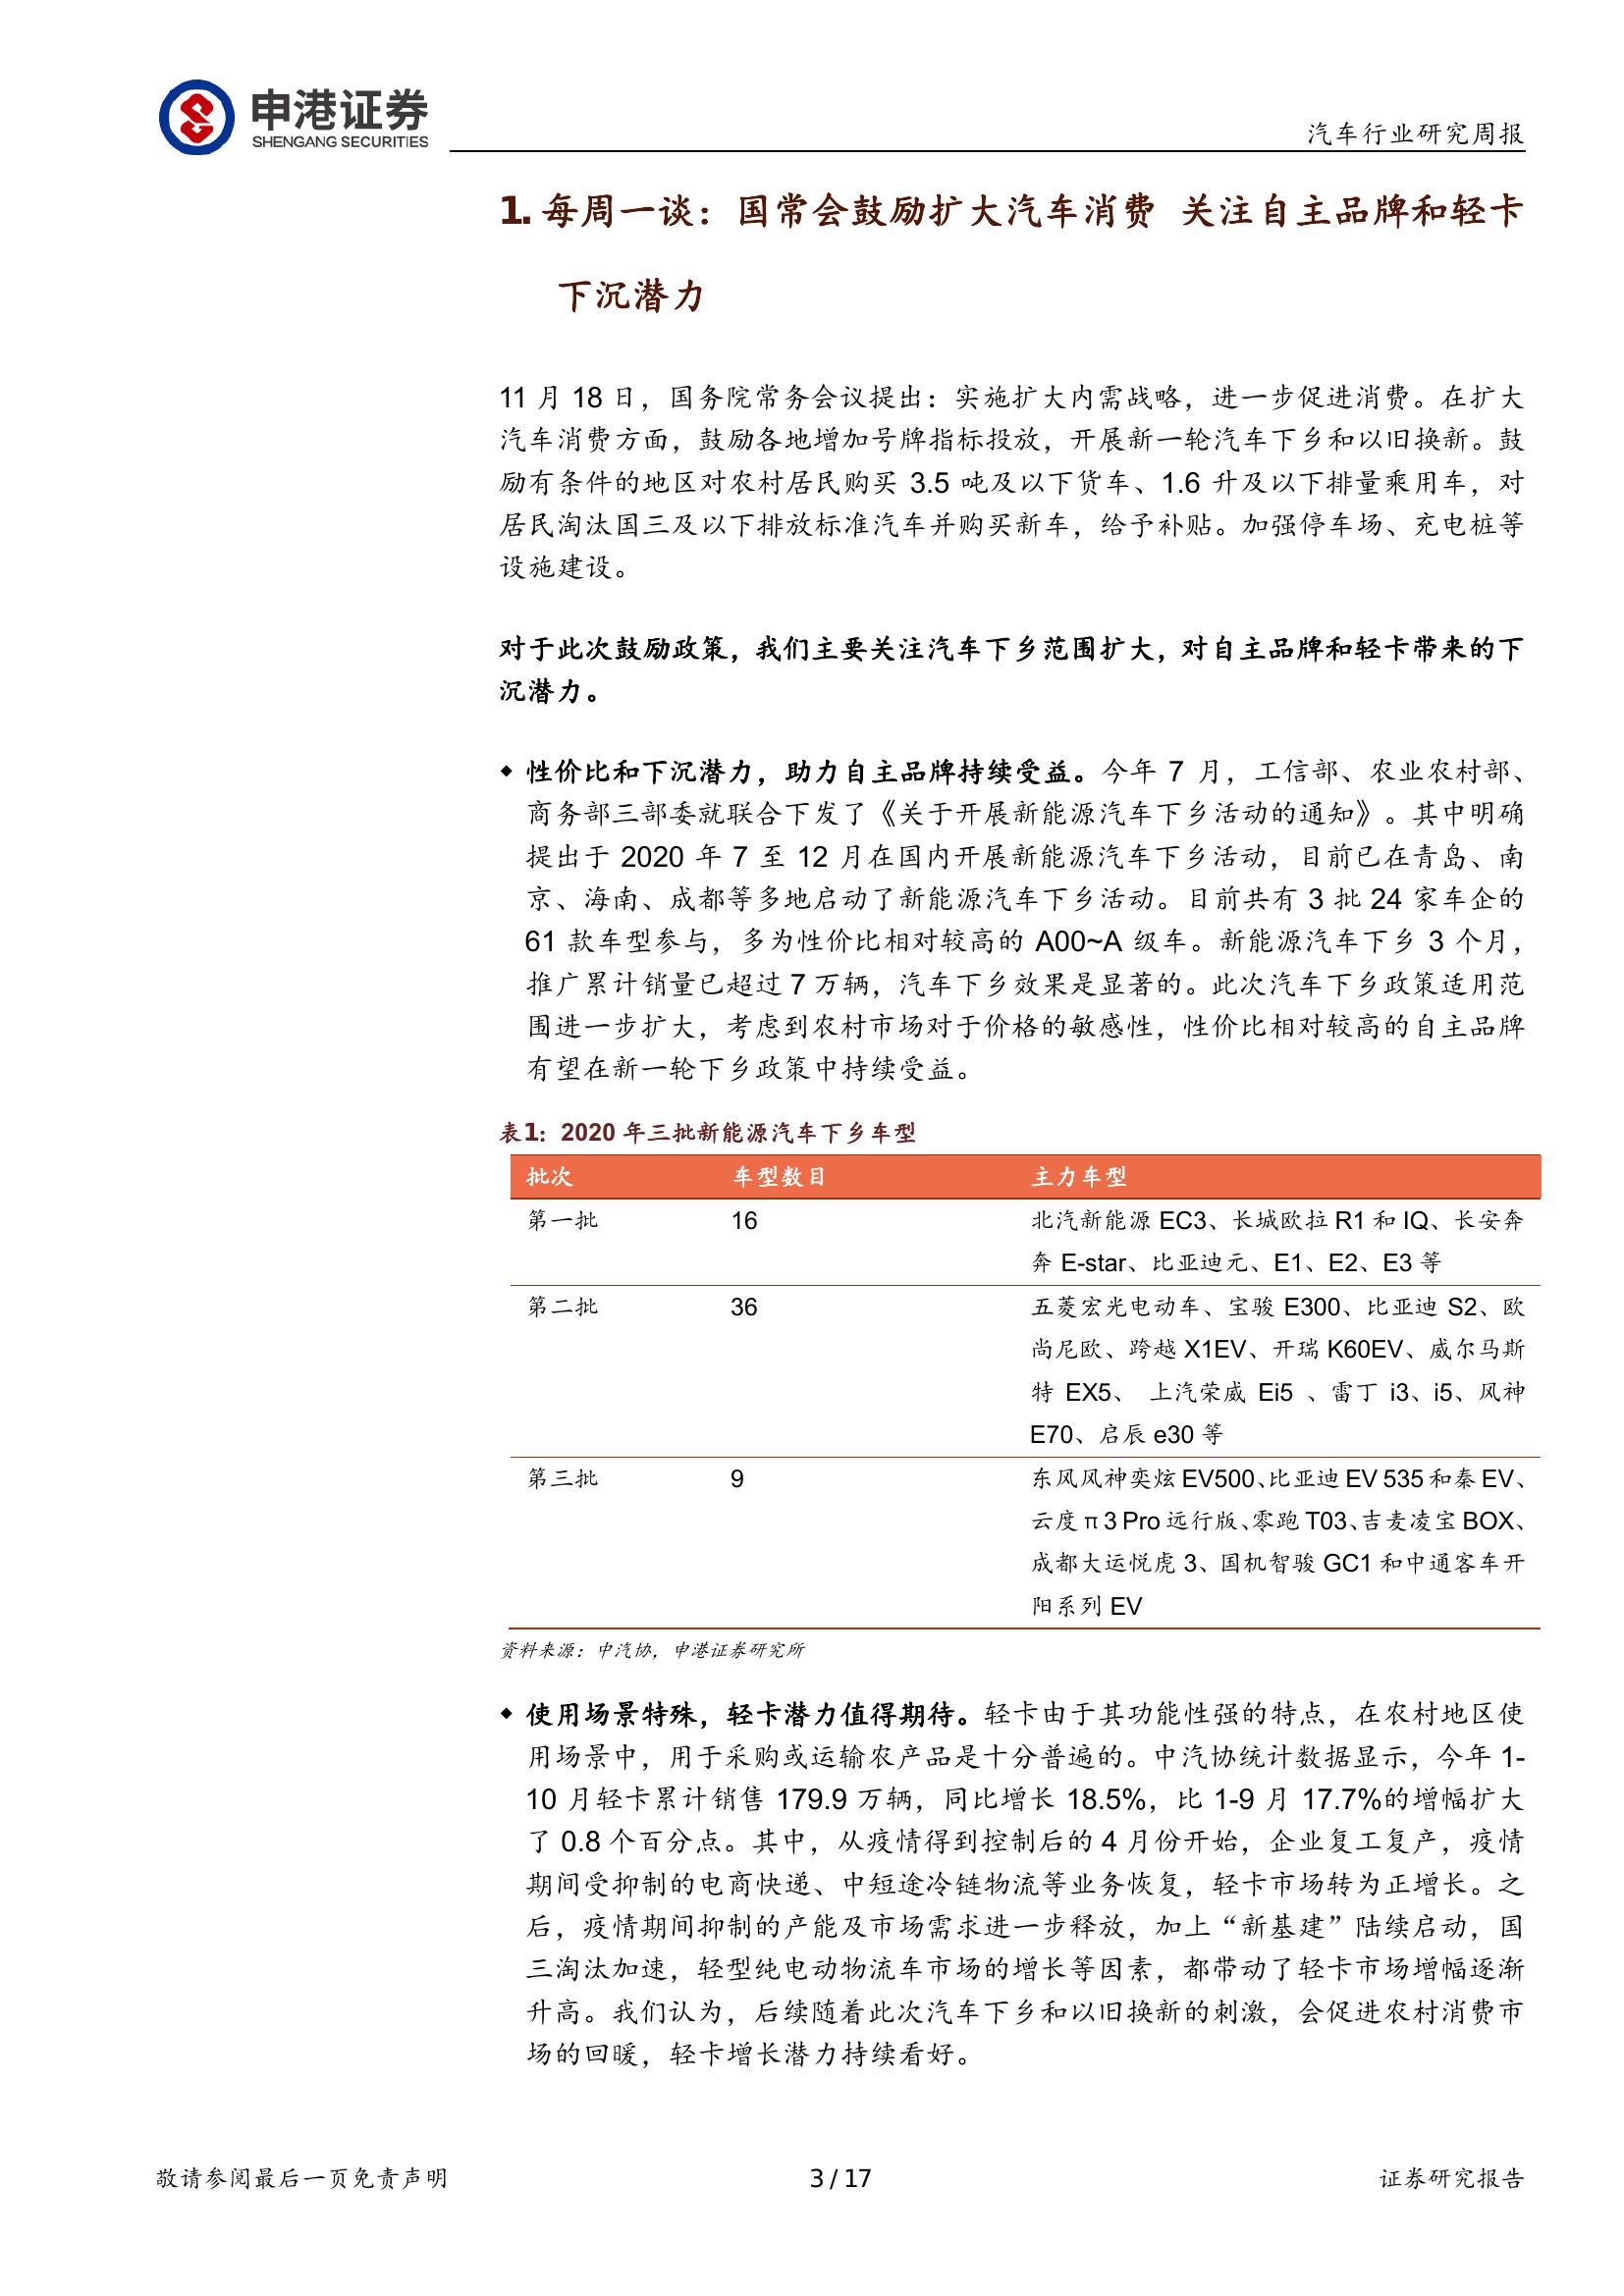 申港证券
SHENGANG SECURITIES
汽车行业研究周报
1. 每周一谈：国常会鼓励扩大汽车消费 关注自主品牌和轻卡
下沉潜力
11 月 18 日，国务院常务会议提出：实施扩大内需战略，进一步促进消费。在扩大
汽车消费方面，鼓励各地增加号牌指标投放，开展新一轮汽车下乡和以旧换新。鼓
励有条件的地区对农村居民购买 3.5 吨及以下货车、1.6 升及以下排量乘用车，对
居民淘汰国三及以下排放标准汽车并购买新车，给予补贴。加强停车场、充电桩等
设施建设。
对于此次鼓励政策，我们主要关注汽车下乡范围扩大，对自主品牌和轻卡带来的下
沉潜力。
◆ 性价比和下沉潜力，助力自主品牌持续受益。今年 7 月，工信部、农业农村部、
商务部三部委就联合下发了《关于开展新能源汽车下乡活动的通知》。其中明确
提出于 2020 年 7 至 12 月在国内开展新能源汽车下乡活动，目前已在青岛、南
京、海南、成都等多地启动了新能源汽车下乡活动。目前共有 3 批 24 家车企的
61 款车型参与，多为性价比相对较高的 A00~A 级车。新能源汽车下乡 3 个月，
推广累计销量已超过 7 万辆，汽车下乡效果是显著的。此次汽车下乡政策适用范
围进一步扩大，考虑到农村市场对于价格的敏感性，性价比相对较高的自主品牌
有望在新一轮下乡政策中持续受益。
表1：2020 年三批新能源汽车下乡车型
批次 车型数目 主力车型
第一批 16 北汽新能源 EC3、长城欧拉 R1 和 IQ、长安奔
奔 E-star、比亚迪元、E1、E2、E3 等
第二批 36 五菱宏光电动车、宝骏 E300、比亚迪 S2、欧
尚尼欧、跨越 X1EV、开瑞 K60EV、威尔马斯
特 EX5、 上汽荣威 Ei5 、雷丁 i3、i5、风神
E70、启辰 e30 等
第三批 9 东风风神奕炫 EV500、比亚迪 EV 535 和秦 EV、
云度 π 3 Pro 远行版、零跑 T03、吉麦凌宝 BOX、
成都大运悦虎 3、国机智骏 GC1 和中通客车开
阳系列 EV
资料来源：中汽协，申港证券研究所
◆ 使用场景特殊，轻卡潜力值得期待。轻卡由于其功能性强的特点，在农村地区使
用场景中，用于采购或运输农产品是十分普遍的。中汽协统计数据显示，今年 1-
10 月轻卡累计销售 179.9 万辆，同比增长 18.5%，比 1-9 月 17.7%的增幅扩大
了 0.8 个百分点。其中，从疫情得到控制后的 4 月份开始，企业复工复产，疫情
期间受抑制的电商快递、中短途冷链物流等业务恢复，轻卡市场转为正增长。之
后，疫情期间抑制的产能及市场需求进一步释放，加上“新基建”陆续启动，国
三淘汰加速，轻型纯电动物流车市场的增长等因素，都带动了轻卡市场增幅逐渐
升高。我们认为，后续随着此次汽车下乡和以旧换新的刺激，会促进农村消费市
场的回暖，轻卡增长潜力持续看好。
敬请参阅最后一页免责声明 3 / 17 证券研究报告